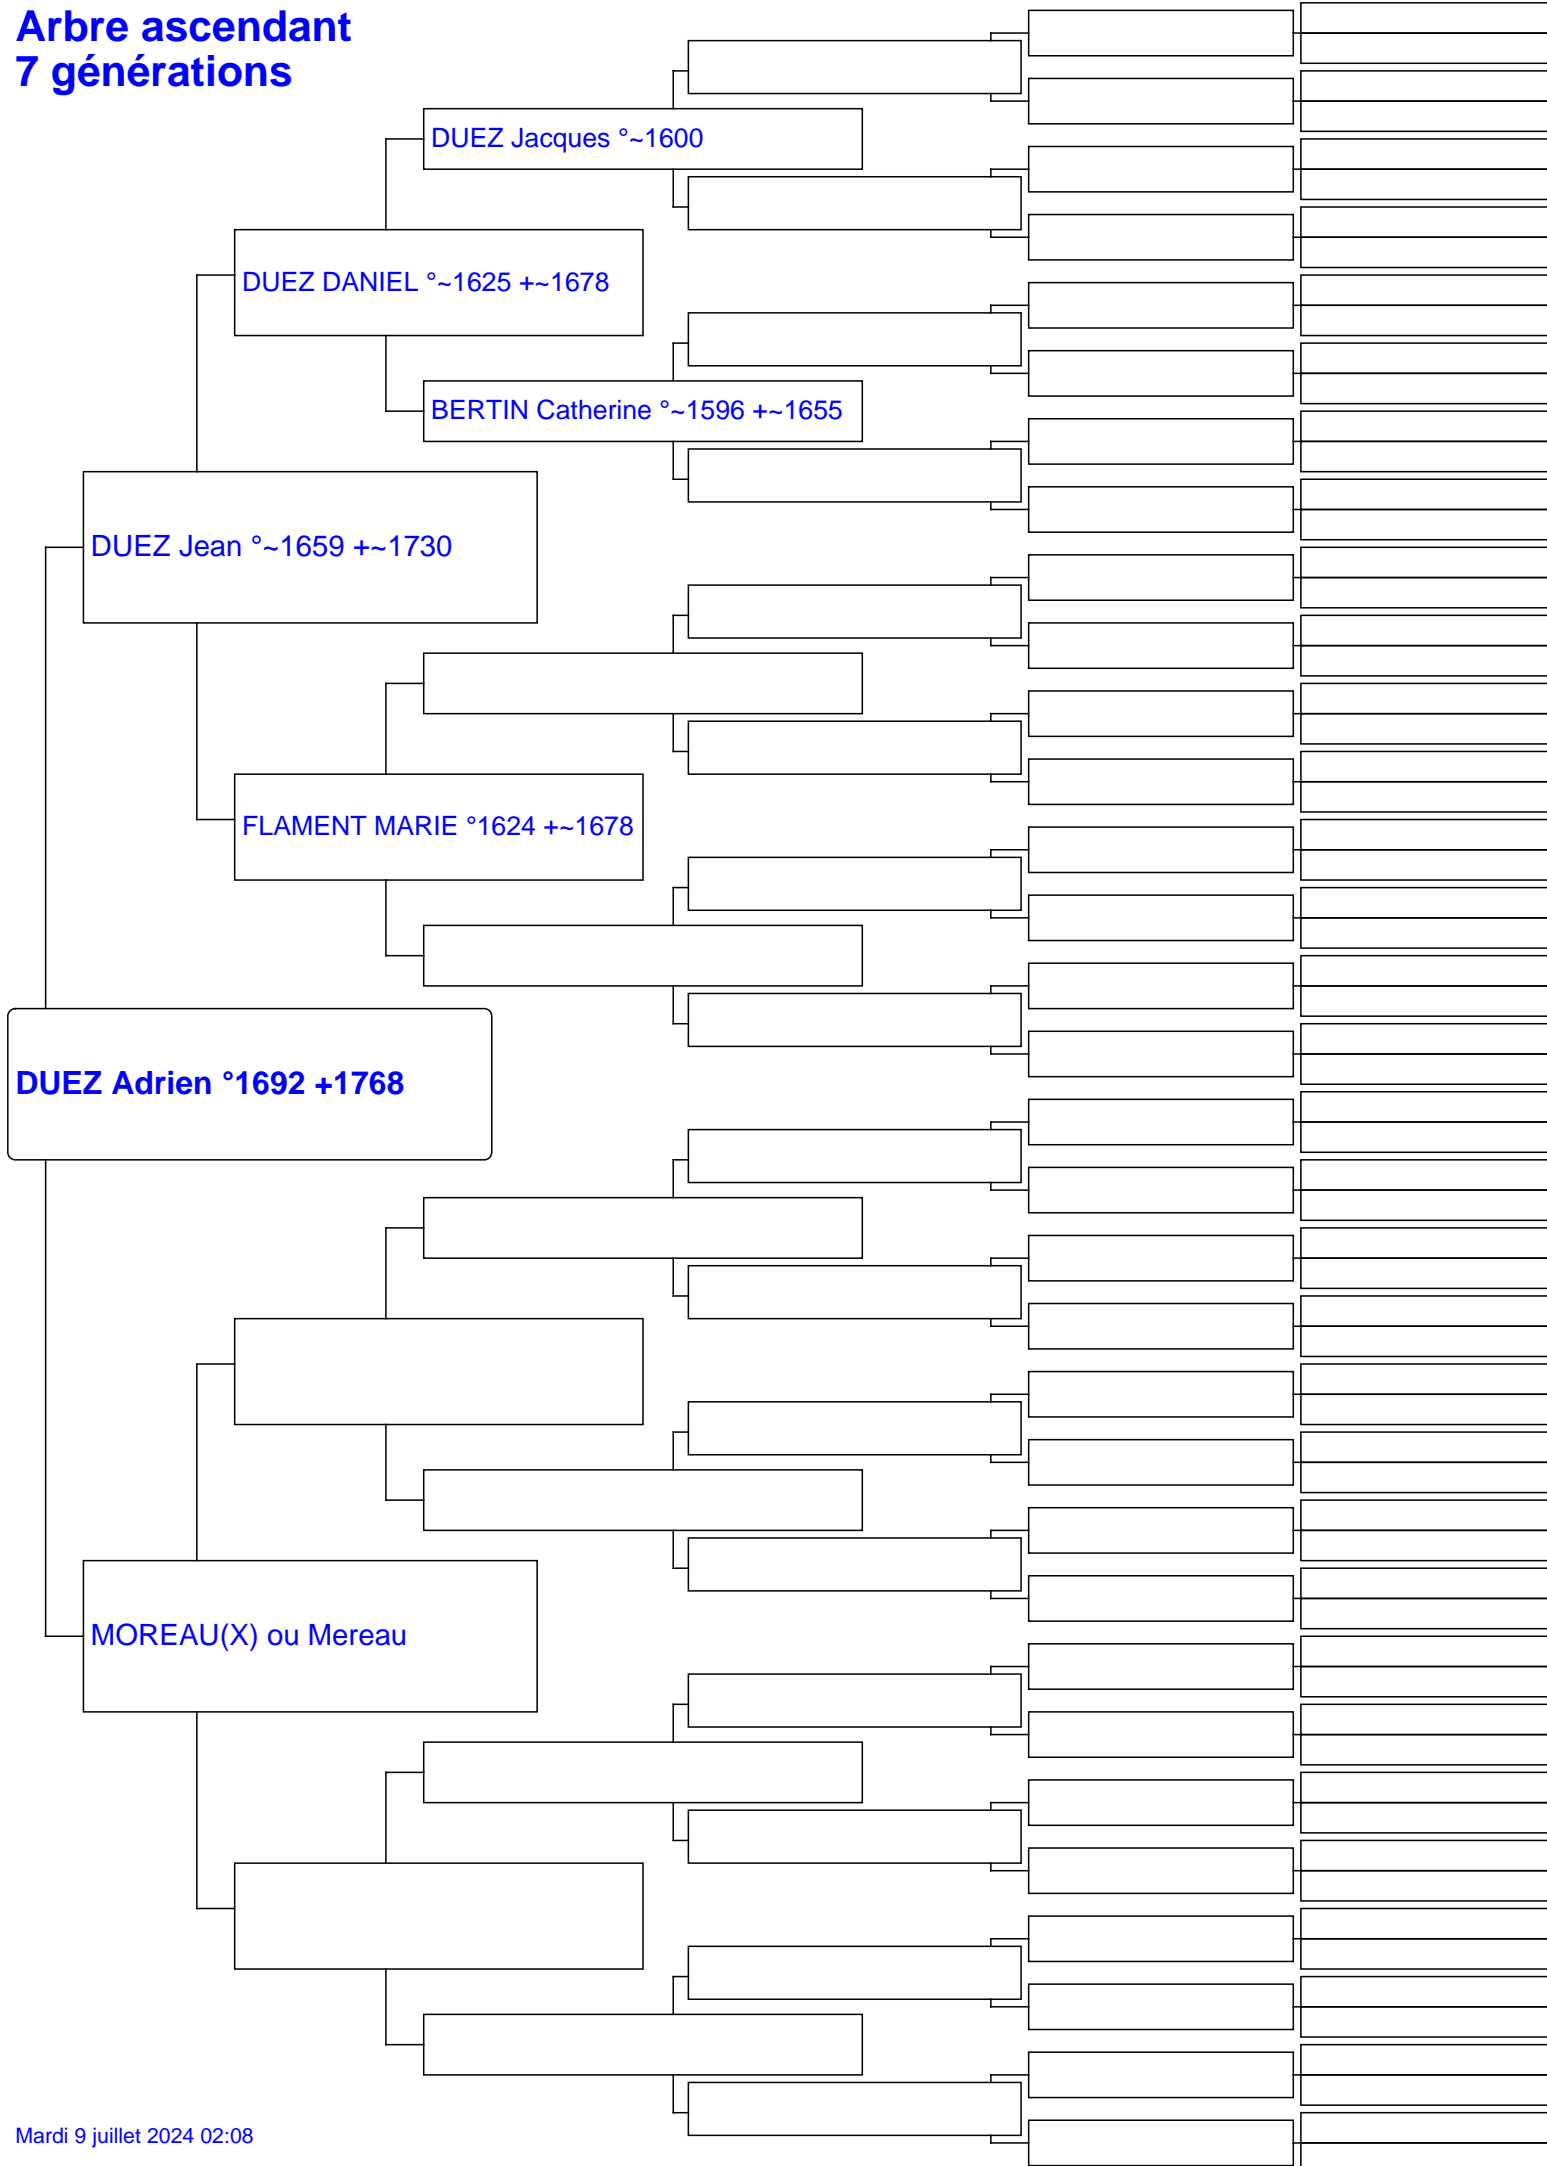 Arbre ascendant
7 générations
DUEZ Jacques °~1600
DUEZ DANIEL °~1625 +~1678
BERTIN Catherine °~1596 +~1655
DUEZ Jean °~1659 +~1730
FLAMENT MARIE °1624 +~1678
DUEZ Adrien °1692 +1768
MOREAU(X) ou Mereau
Mardi 9 juillet 2024 02:08